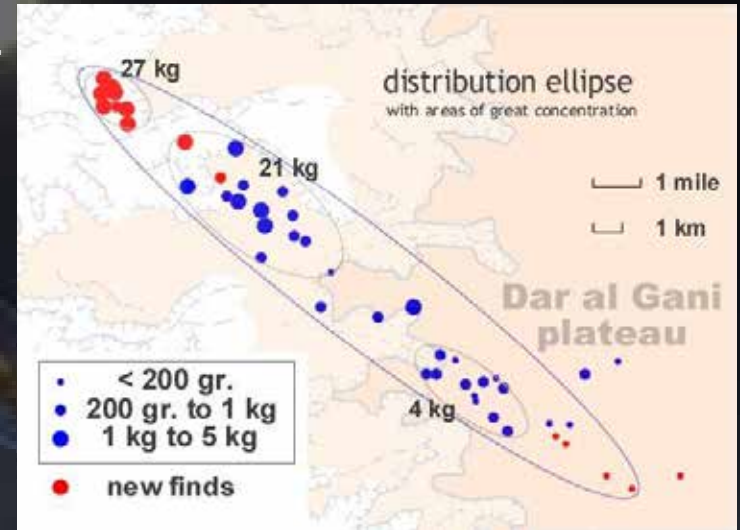 27 kg
distribution ellipse
with areas of great concentration
21 kg
1 mile
1 km
Dar al Gani
plateau
4 kg
< 200 gr.
200 gr. to 1 kg
1 kg to 5 kg
new finds